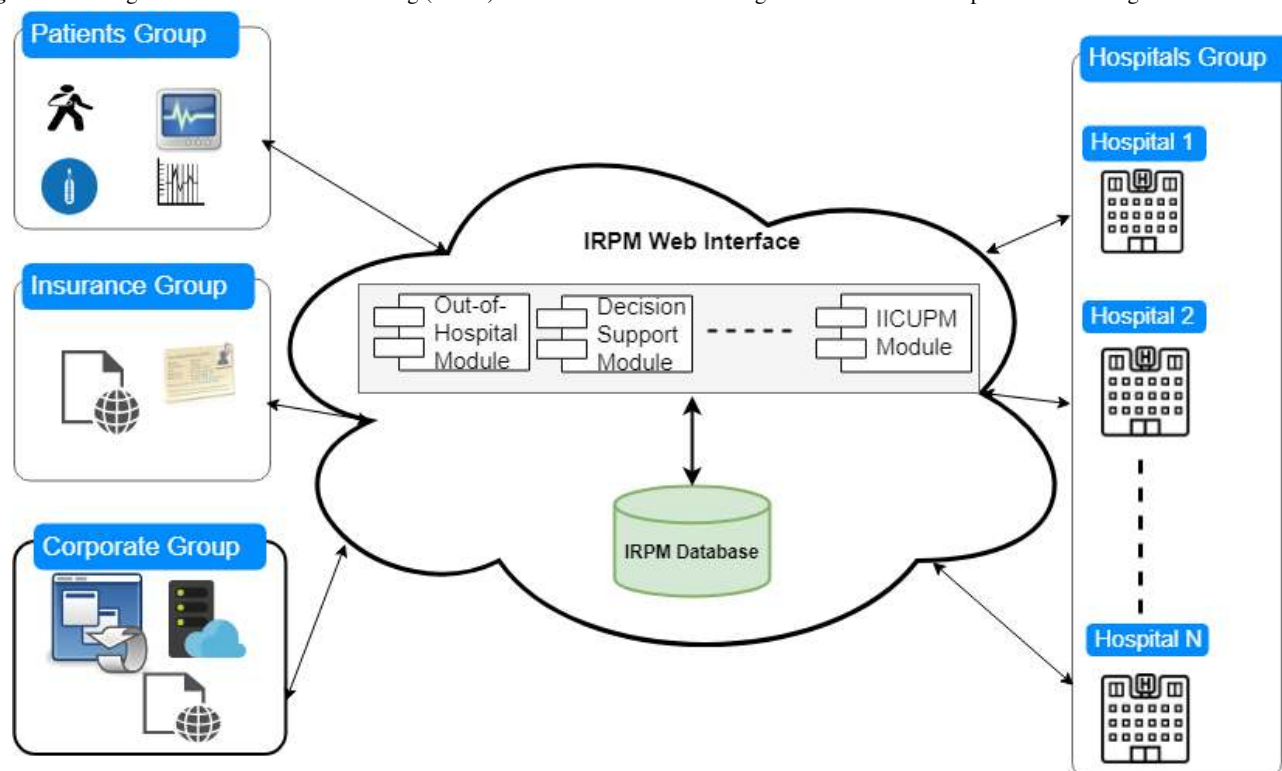 Patients Group
Hospitals Group
Hospital 1
IRPM Web Interface
Insurance Group
Out-of-
Hospital
Module
Decision
Support
Module
IICUPM
Module
Hospital 2
Corporate Group
IRPM Database
Hospital N